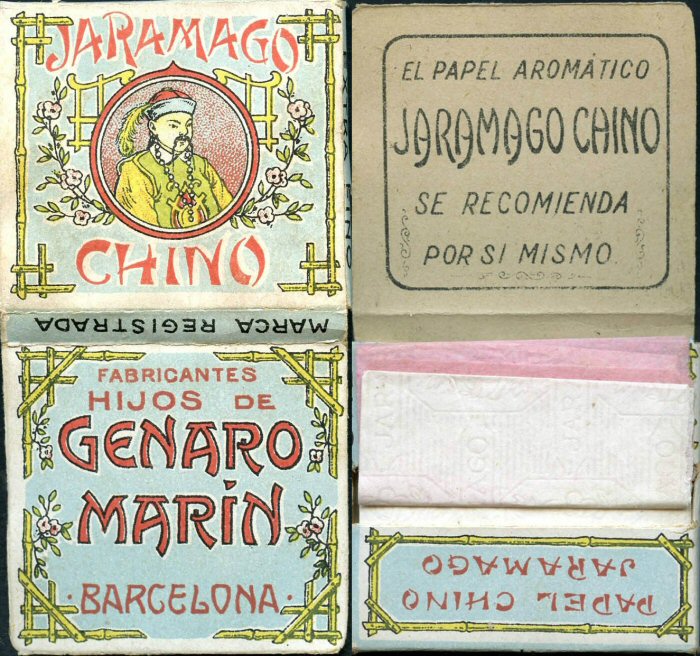 JARAMAGO
CHINO
MARCA REGISTRADA
FABRICANTES
HIJOS DE
GENARO
MARÍN
·BARCELONA·
EL PAPEL AROMÁTICO
JARAMAGO CHINO
SE RECOMIENDA
POR SI MISMO.
PAPEL CHINO
JARAMAGO